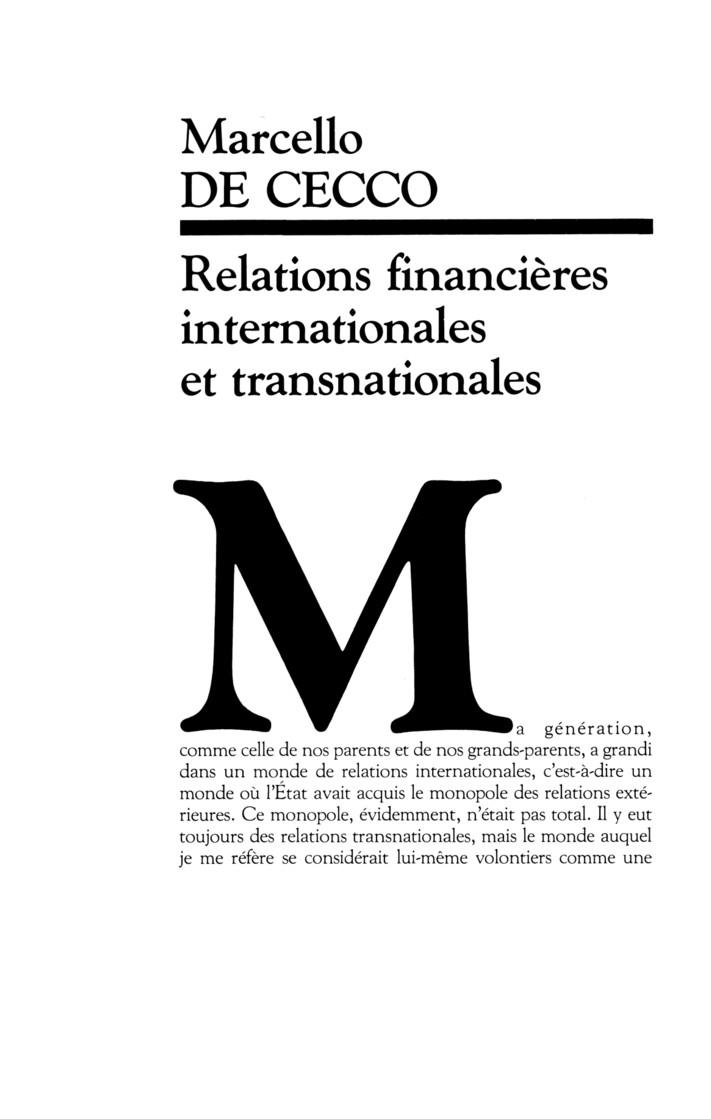 Marcello
DE CECCO
Relations financières
internationales
et transnationales
Ma génération,
comme celle de nos parents et de nos grands-parents, a grandi
dans un monde de relations internationales, c'est-à-dire un
monde où l'État avait acquis le monopole des relations exté-
rieures. Ce monopole, évidemment, n'était pas total. Il y eut
toujours des relations transnationales, mais le monde auquel
je me réfère se considérait lui-même volontiers comme une